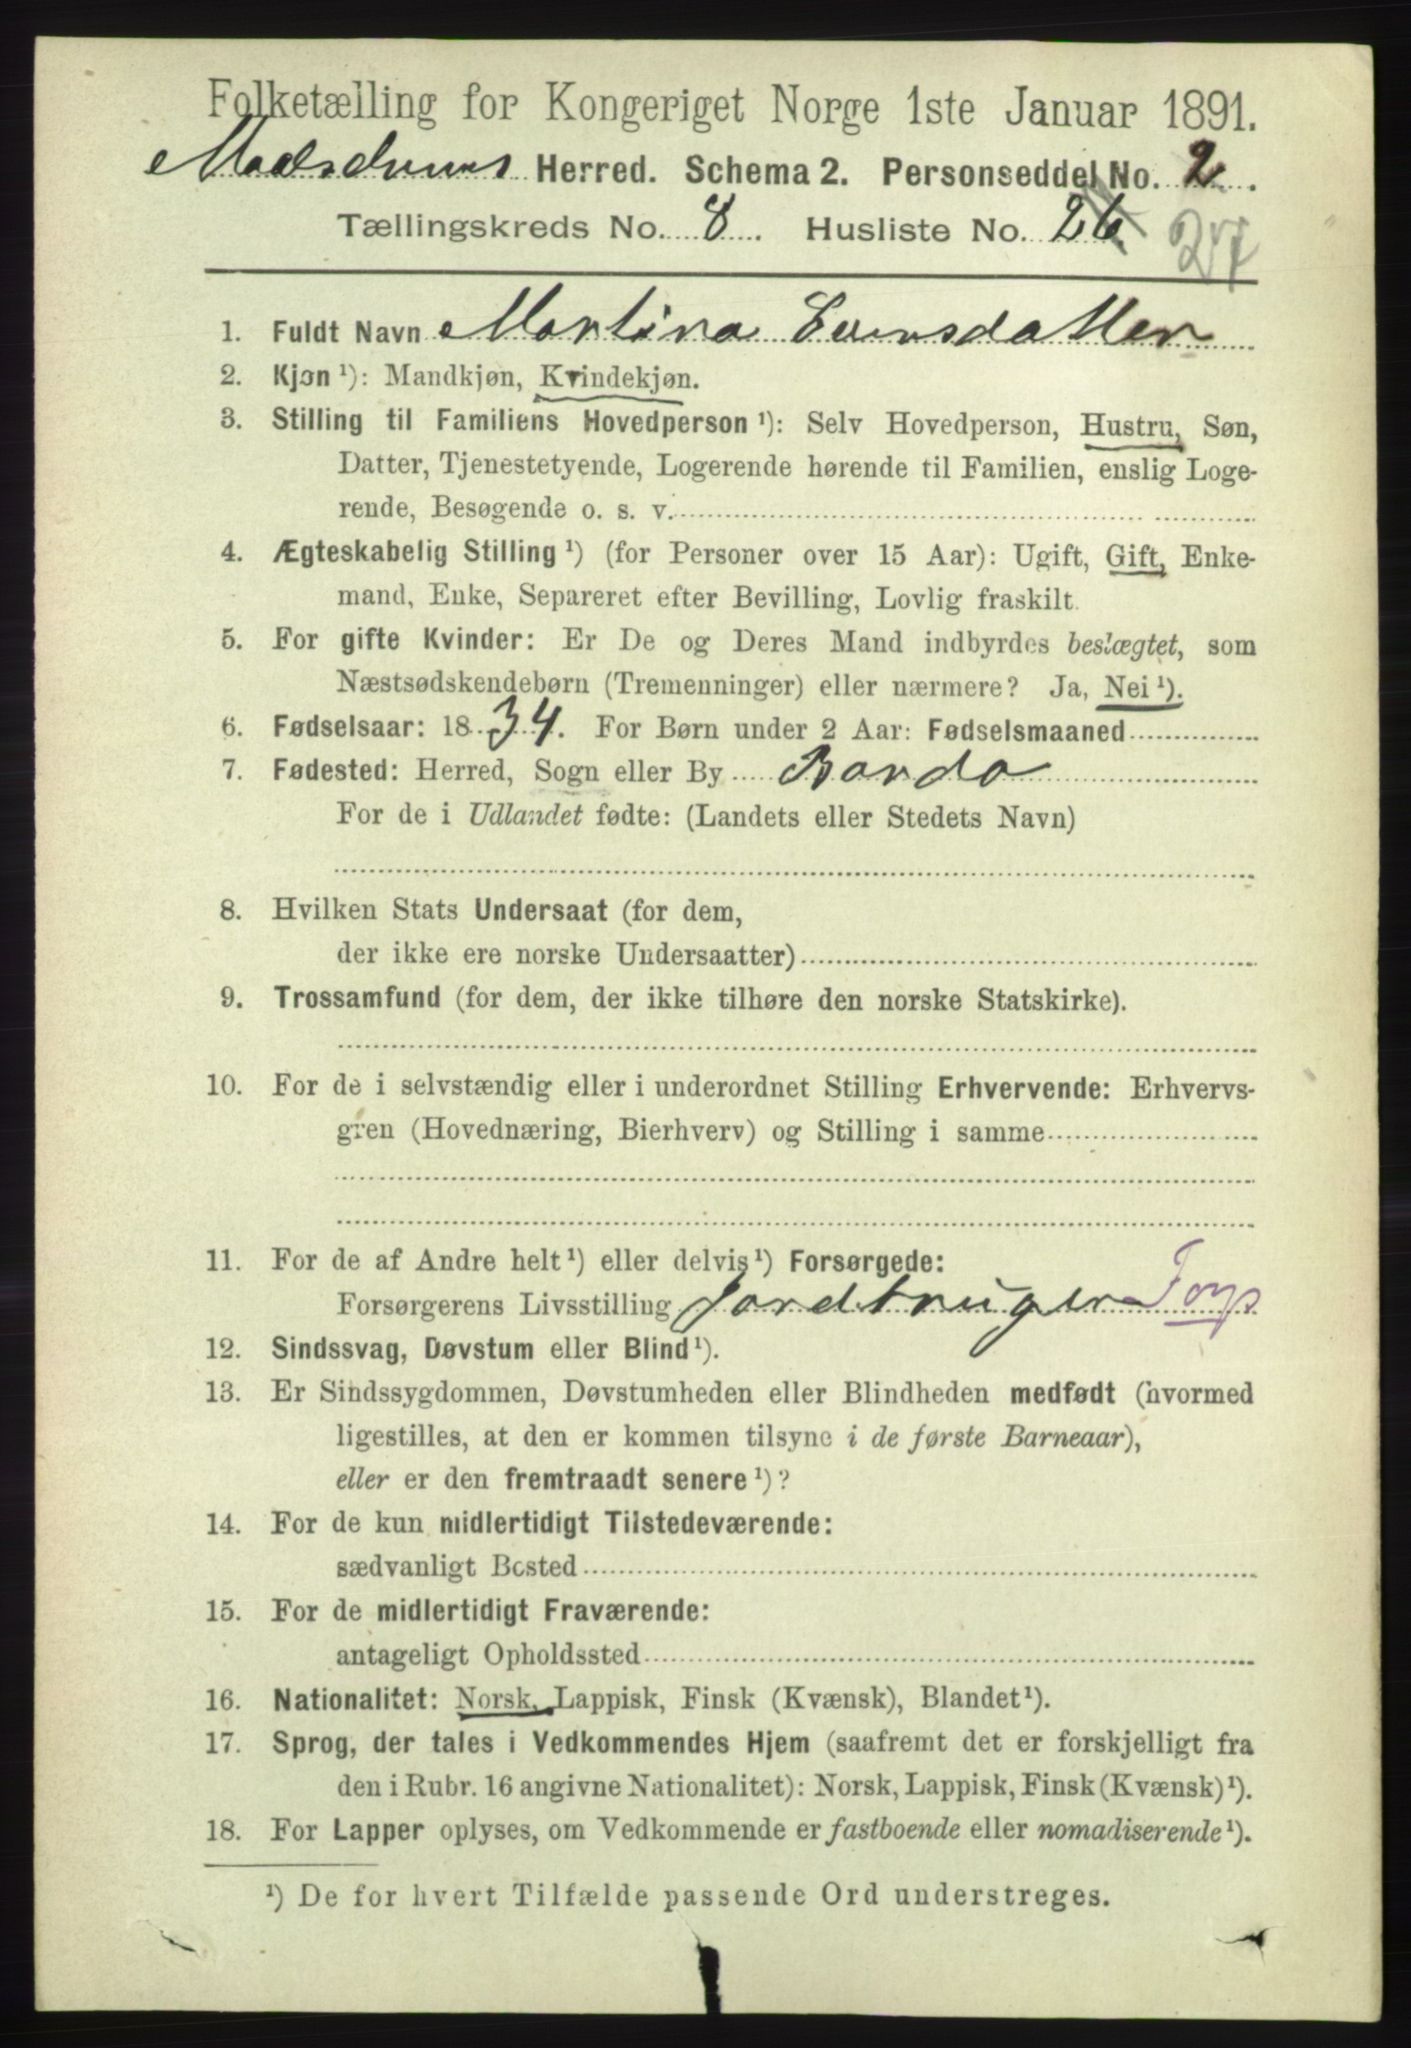 Folketælling for Kongeriget Norge 1ste Januar 1891.
Herred. Schema 2. Personseddel No. 2.
Tællingskreds No. 8. Husliste No. 26. 27
1. Fuldt Navn Martina Larsdatter
2. Kjøn ¹): Mandkjøn, Kvindekjøn.
3. Stilling til Familiens Hovedperson ¹): Selv Hovedperson, Hustru, Søn,
Datter, Tjenestetyende, Logerende hørende til Familien, enslig Loge-
rende, Besøgende o. s. v.
4. Ægteskabelig Stilling ¹) (for Personer over 15 Aar): Ugift, Gift, Enke-
mand, Enke, Separeret efter Bevilling, Lovlig fraskilt.
5. For gifte Kvinder: Er De og Deres Mand indbyrdes beslægtet, som
Næstsødskendebørn (Tremenninger) eller nærmere? Ja, Nei ¹).
6. Fødselsaar: 1834. For Børn under 2 Aar: Fødselsmaaned
7. Fødested: Herred, Sogn eller By Bardo
For de i Udlandet fødte: (Landets eller Stedets Navn)
8. Hvilken Stats Undersaat (for dem,
der ikke ere norske Undersaatter)
9. Trossamfund (for dem, der ikke tilhøre den norske Statskirke).
10. For de i selvstændig eller i underordnet Stilling Erhvervende: Erhvervs-
gren (Hovednæring, Bierhverv) og Stilling i samme
11. For de af Andre helt ¹) eller delvis ¹) Forsørgede:
Forsørgerens Livsstilling Jordbruger
12. Sindssvag, Døvstum eller Blind ¹).
13. Er Sindssygdommen, Døvstumheden eller Blindheden medfødt (hvormed
ligestilles, at den er kommen tilsyne i de første Barneaar),
eller er den fremtraadt senere ¹)?
14. For de kun midlertidigt Tilstedeværende:
sædvanligt Bosted
15. For de midlertidigt Fraværende:
antageligt Opholdssted
16. Nationalitet: Norsk, Lappisk, Finsk (Kvænsk), Blandet ¹).
17. Sprog, der tales i Vedkommendes Hjem (saafremt det er forskjelligt fra
den i Rubr. 16 angivne Nationalitet): Norsk, Lappisk, Finsk (Kvænsk) ¹).
18. For Lapper oplyses, om Vedkommende er fastboende eller nomadiserende ¹).
¹) De for hvert Tilfælde passende Ord understreges.